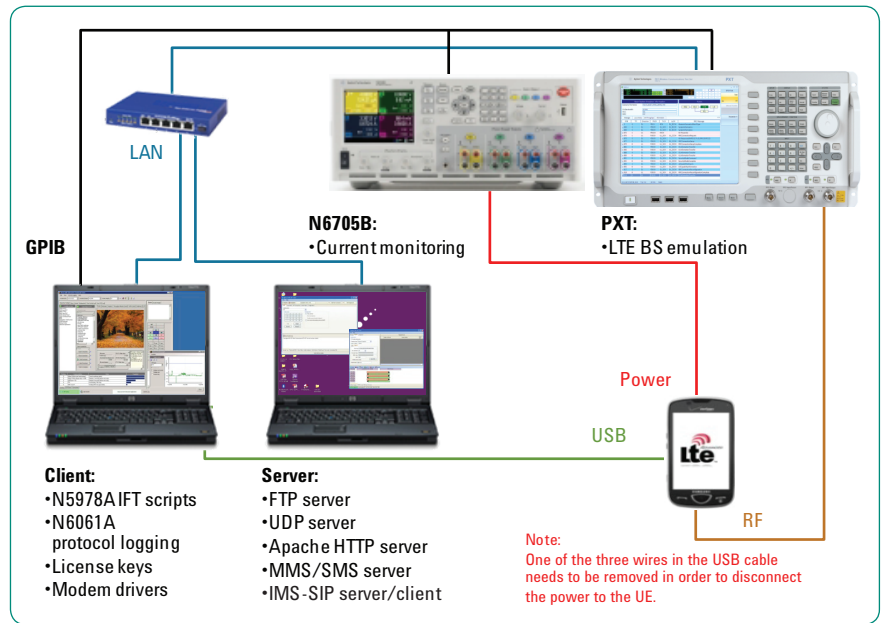 LAN
GPIB
N6705B:
•Current monitoring
PXT:
•LTE BS emulation
Power
USB
Lte
RF
Client:
•N5978A IFT scripts
•N6061A
protocol logging
•License keys
•Modem drivers
Server:
•FTP server
•UDP server
•Apache HTTP server
•MMS/SMS server
•IMS-SIP server/client
Note:
One of the three wires in the USB cable
needs to be removed in order to disconnect
the power to the UE.